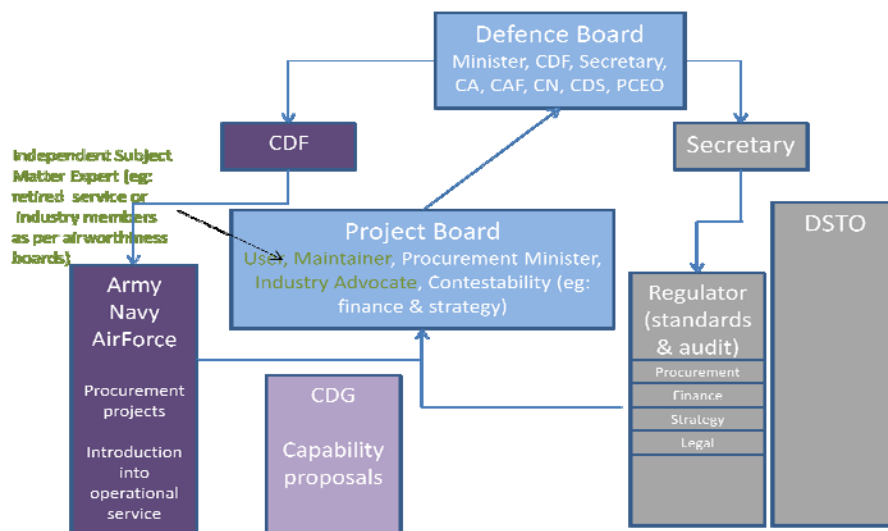 Defence Board
Minister, CDF, Secretary,
CA, CAF, CN, CDS, PCEO
CDF
Secretary
Independent Subject
Matter Expert (eg:
retired service or
industry members
as per airworthiness
boards)
Project Board
User, Maintainer, Procurement Minister,
Industry Advocate, Contestability (eg:
finance & strategy)
DSTO
Army
Navy
AirForce
Procurement
projects
Introduction
into
operational
service
CDG
Capability
proposals
Regulator
(standards
& audit)
Procurement
Finance
Strategy
Legal